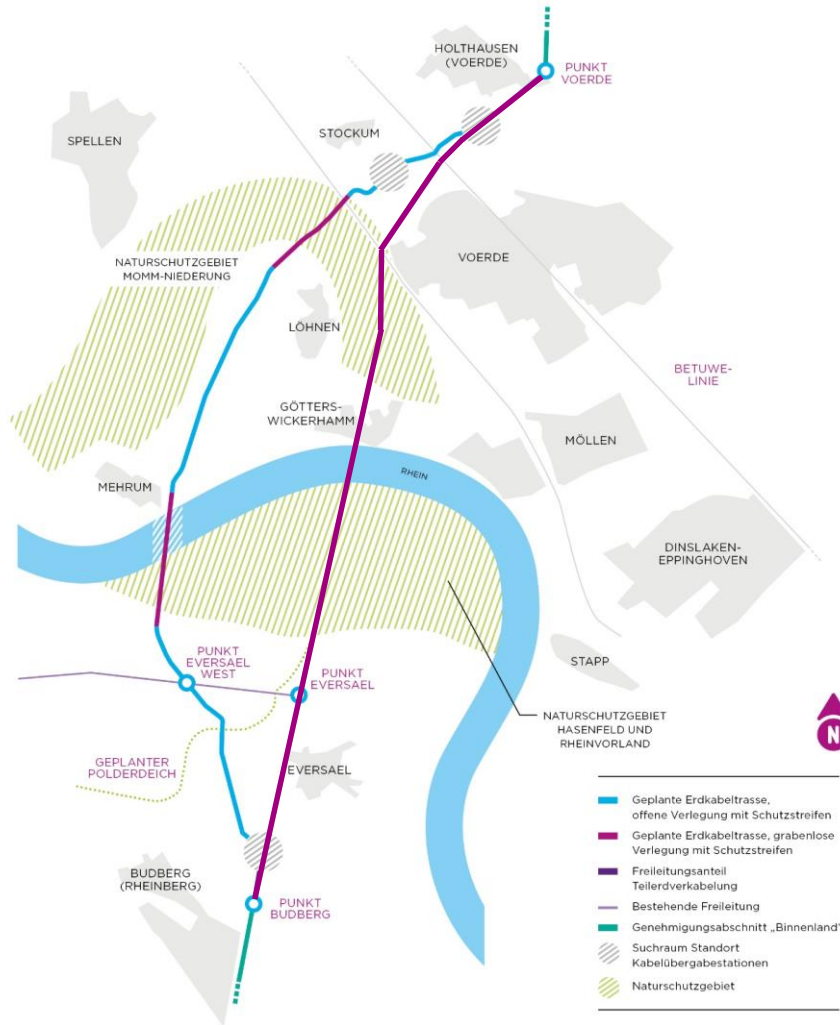 HOLTHAUSEN
(VOERDE)
PUNKT
VOERDE
SPELLEN
STOCKUM
NATURSCHUTZGEBIET
MOMM-NIEDERUNG
VOERDE
LÖHNEN
BETUWE-
LINIE
GÖTTERS-
WICKERHAMM
MÖLLEN
MEHRUM
RHEIN
DINSLAKEN-
EPPINGHOVEN
PUNKT
EVERSAEL
WEST
PUNKT
EVERSAEL
STAPP
NATURSCHUTZGEBIET
HASENFELD UND
RHEINVORLAND
N
GEPLANTER
POLDERDEICH
EVERSAEL
BUDBERG
(RHEINBERG)
PUNKT
BUDBERG
Geplante Erdkabeltrasse,
offene Verlegung mit Schutzstreifen
Geplante Erdkabeltrasse, grabenlose
Verlegung mit Schutzstreifen
Freileitungsanteil
Teilerdverkabelung
Bestehende Freileitung
Genehmigungsabschnitt „Binnenland"
Suchraum Standort
Kabelübergabestationen
Naturschutzgebiet